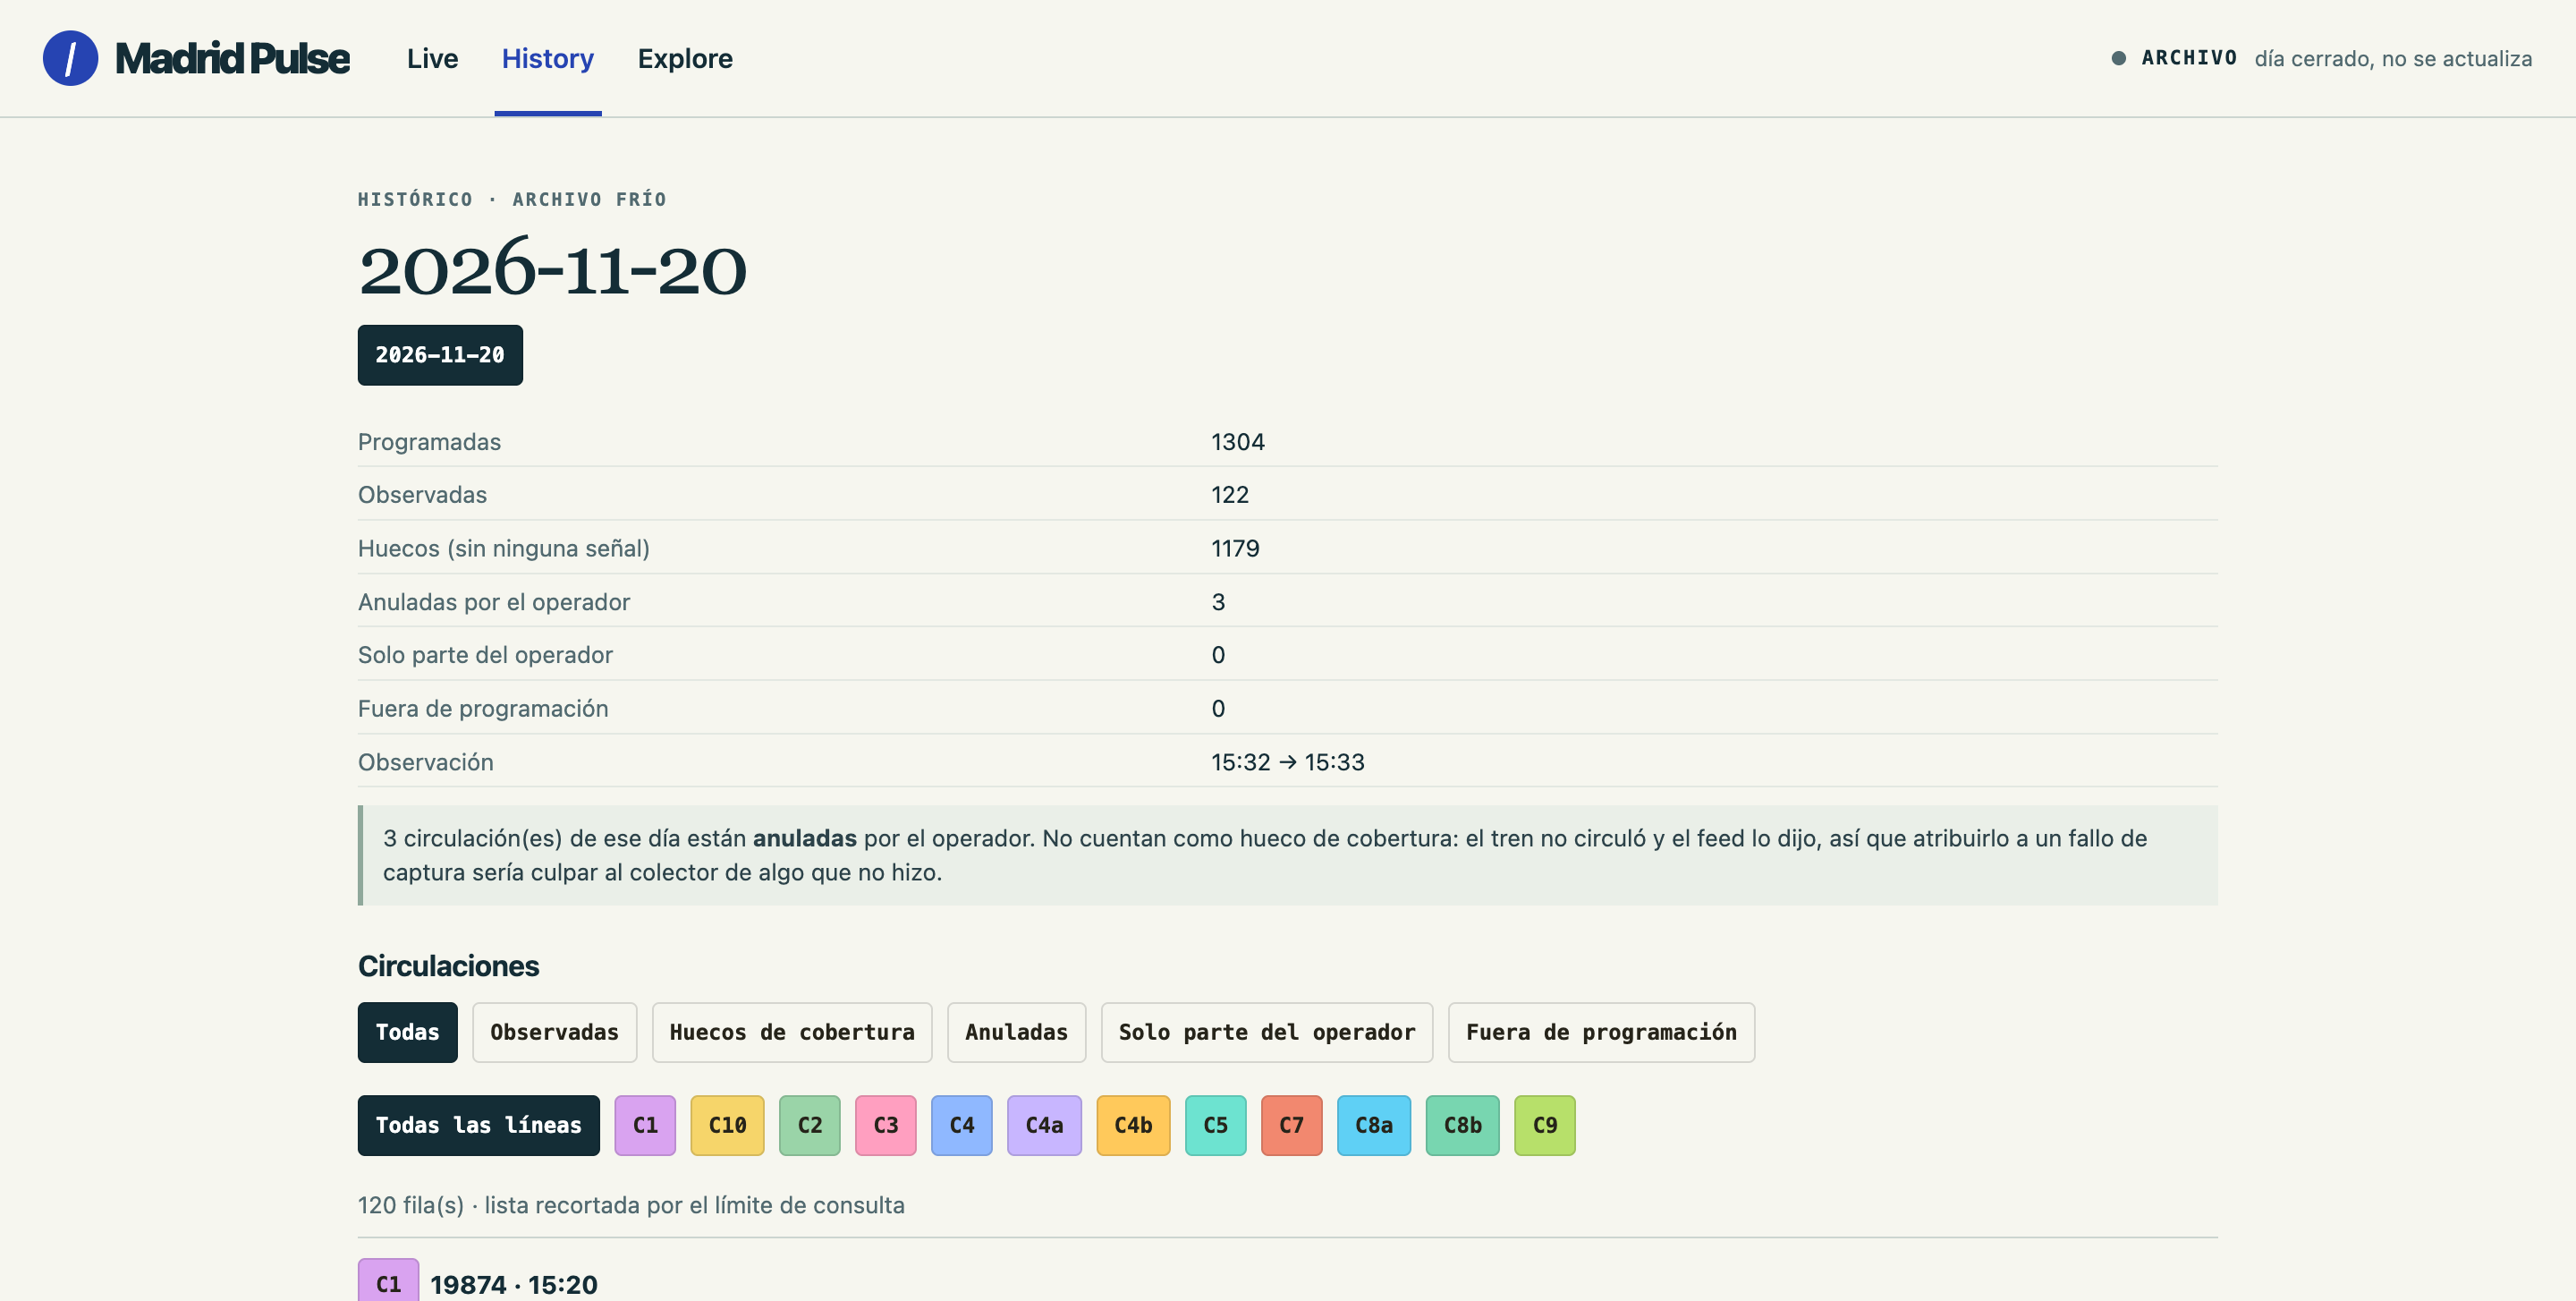 / Madrid Pulse Live History Explore ARCHIVO día cerrado, no se actualiza
HISTÓRICO · ARCHIVO FRÍO
2026-11-20
2026-11-20
Programadas 1304
Observadas 122
Huecos (sin ninguna señal) 1179
Anuladas por el operador 3
Solo parte del operador 0
Fuera de programación 0
Observación 15:32 → 15:33
3 circulación(es) de ese día están anuladas por el operador. No cuentan como hueco de cobertura: el tren no circuló y el feed lo dijo, así que atribuirlo a un fallo de
captura sería culpar al colector de algo que no hizo.
Circulaciones
Todas Observadas Huecos de cobertura Anuladas Solo parte del operador Fuera de programación
Todas las líneas C1 C10 C2 C3 C4 C4a C4b C5 C7 C8a C8b C9
120 fila(s) · lista recortada por el límite de consulta
C1 19874 · 15:20